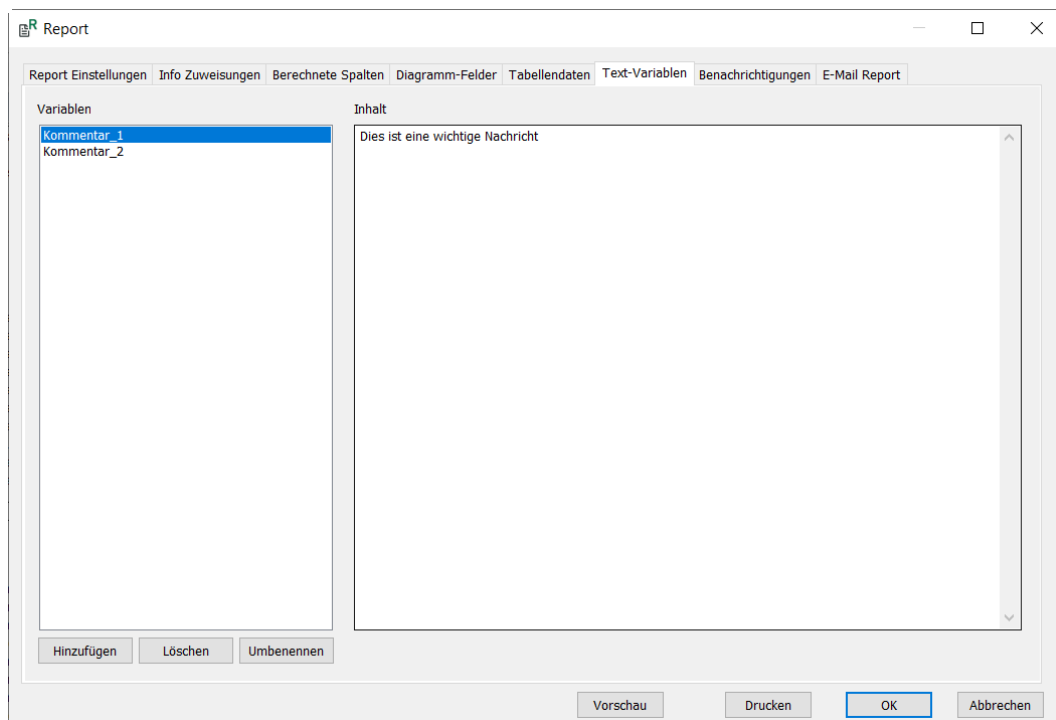 R Report
Report Einstellungen Info Zuweisungen Berechnete Spalten Diagramm-Felder Tabellendaten Text-Variablen Benachrichtigungen E-Mail Report
Variablen Inhalt
Kommentar_1 Dies ist eine wichtige Nachricht
Kommentar_2
Hinzufügen Löschen Umbenennen
Vorschau Drucken OK Abbrechen